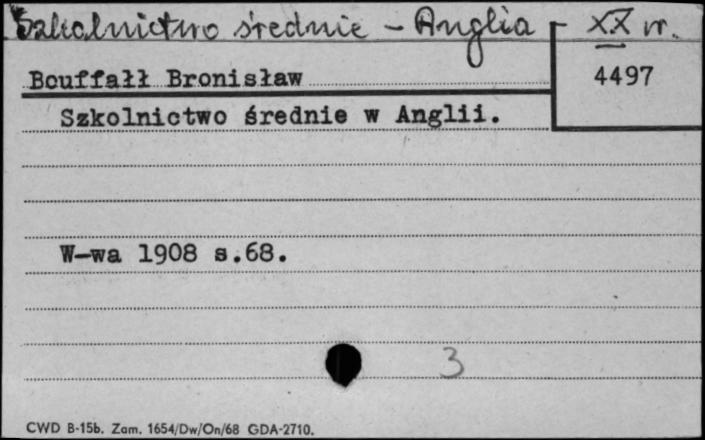 Szkolnictwo średnie - Anglia - XX w.
Bouffałł Bronisław
4497
Szkolnictwo średnie w Anglii.
W-wa 1908 s.68.
3
CWD B-15b. Zam. 1654/Dw/On/68 GDA-2710.